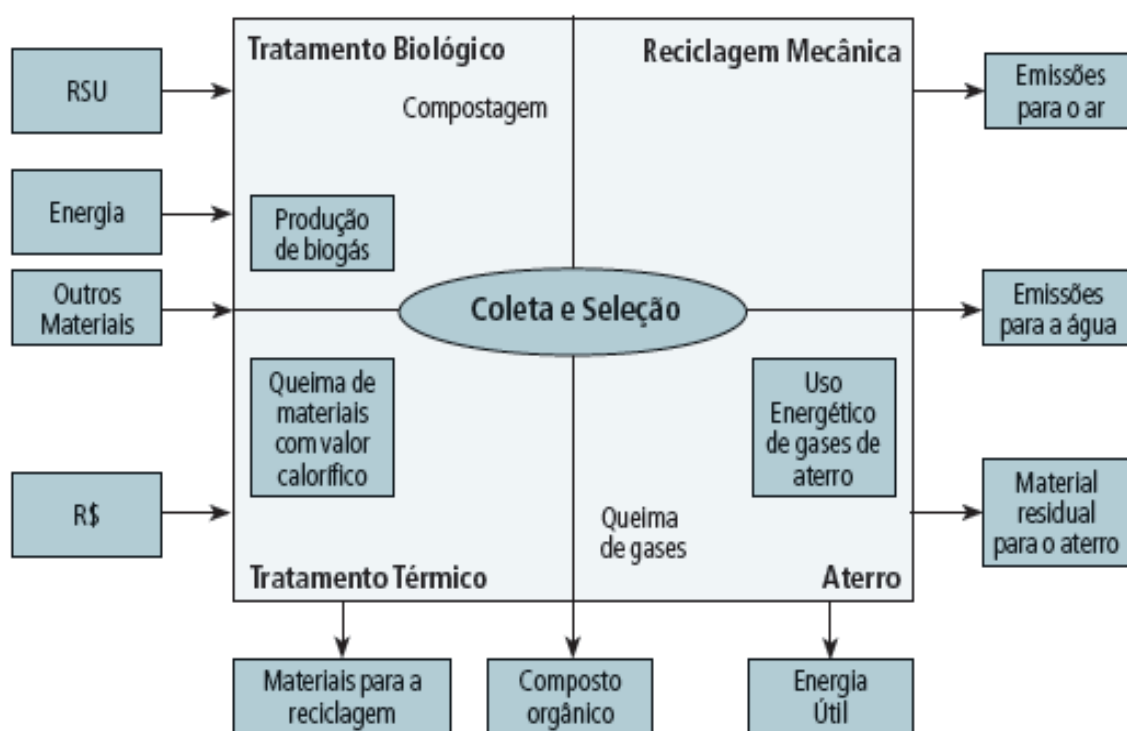 Tratamento Biológico
Reciclagem Mecânica
RSU
Compostagem
Emissões
para o ar
Energia
Produção
de biogás
Outros
Materiais
Coleta e Seleção
Emissões
para a água
Queima de
materiais
com valor
calorífico
Uso
Energético
de gases de
aterro
R$
Queima
de gases
Material
residual
para o aterro
Tratamento Térmico
Aterro
Materiais para a
reciclagem
Composto
orgânico
Energia
Útil